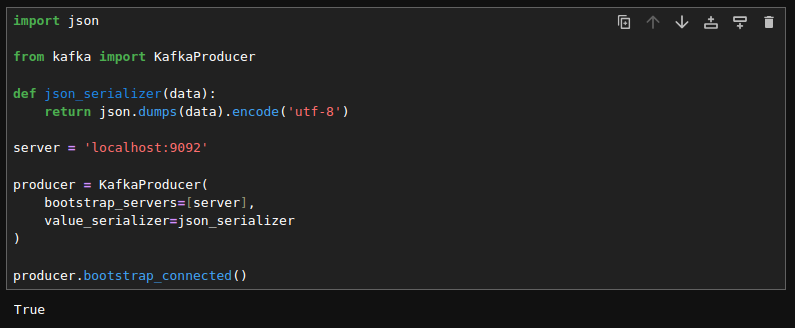 import json
from kafka import KafkaProducer
def json_serializer(data):
    return json.dumps(data).encode('utf-8')
server = 'localhost:9092'
producer = KafkaProducer(
    bootstrap_servers=[server],
    value_serializer=json_serializer
)
producer.bootstrap_connected()
True